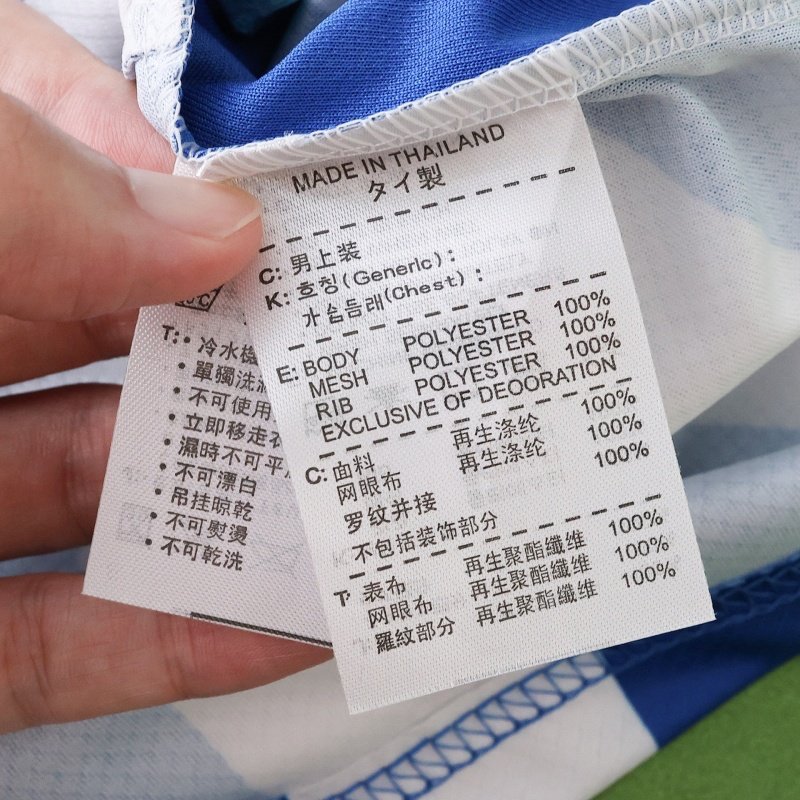 MADE IN THAILAND
タイ製
C: 男上装
K: 호칭(Generlc) :
가슴둘레(Chest) :
E: BODY POLYESTER 100%
MESH POLYESTER 100%
RIB POLYESTER 100%
EXCLUSIVE OF DEOORATION
C: 面料 再生涤纶 100%
网眼布 再生涤纶 100%
罗纹并接 100%
不包括装饰部分
T: 表布 再生聚酯纖维 100%
网眼布 再生聚酯纖维 100%
羅紋部分 再生聚酯纖维 100%
T: • 冷水機
• 單獨洗滌
• 不可使用
• 立即移走衣
• 濕時不可平
• 不可漂白
• 吊挂晾乾
• 不可熨燙
• 不可乾洗